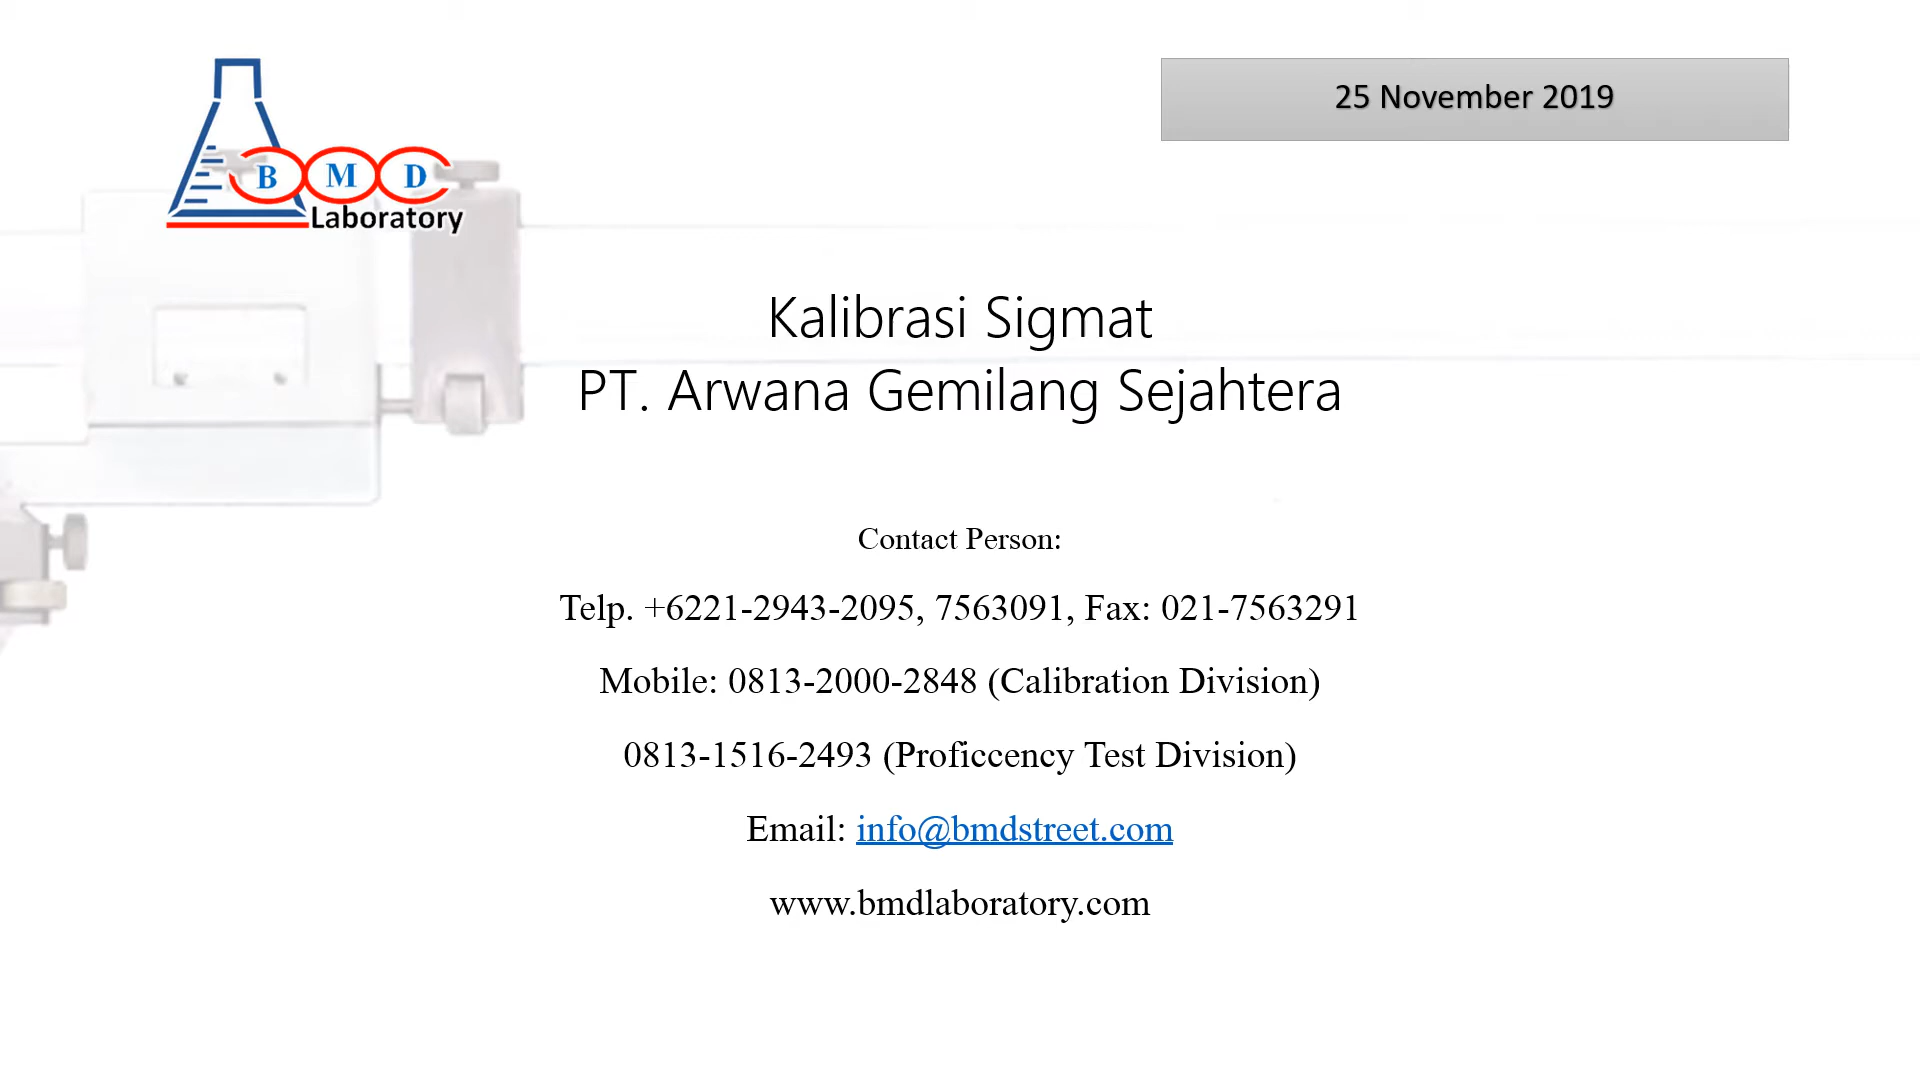 B M D
Laboratory
25 November 2019
Kalibrasi Sigmat
PT. Arwana Gemilang Sejahtera
Contact Person:
Telp. +6221-2943-2095, 7563091, Fax: 021-7563291
Mobile: 0813-2000-2848 (Calibration Division)
0813-1516-2493 (Proficcency Test Division)
Email: info@bmdstreet.com
www.bmdlaboratory.com